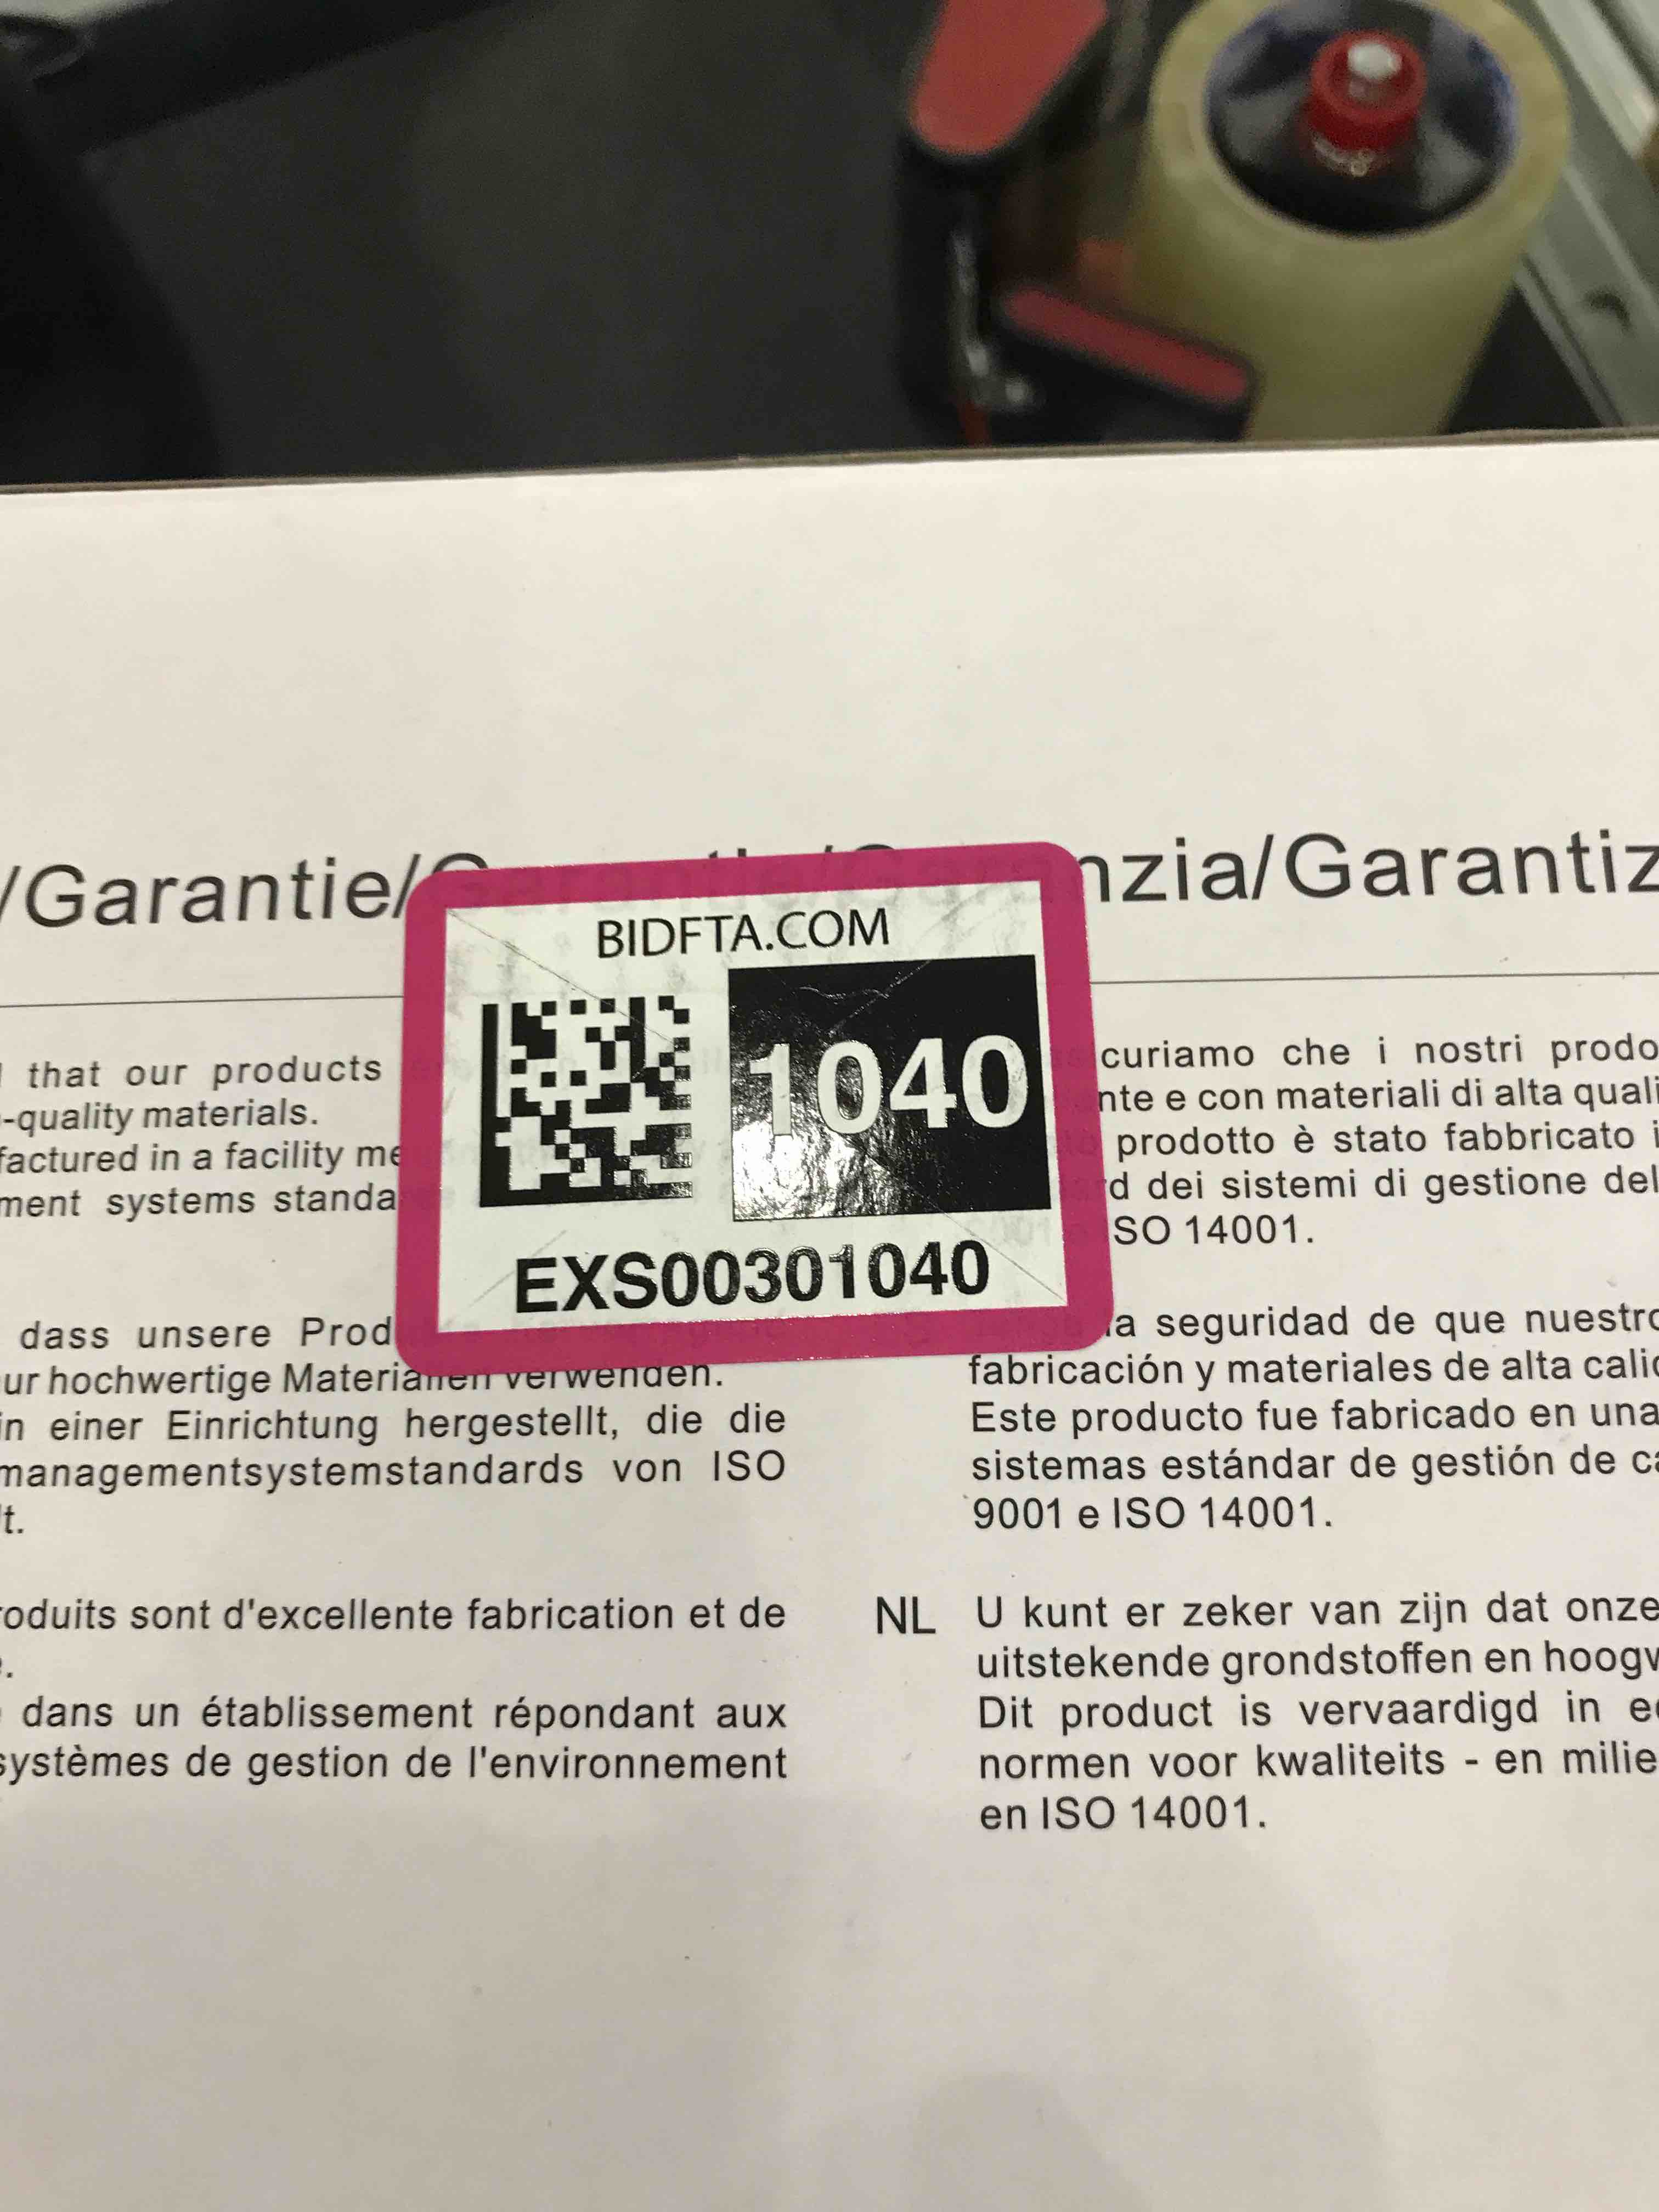 /Garantie/
nzia/Garantiz
BIDFTA.COM
1040
EXS00301040
that our products
-quality materials.
factured in a facility me
ment systems standa
dass unsere Prod
ur hochwertige Materialien verwenden.
in einer Einrichtung hergestellt, die die
managementsystemstandards von ISO
t.
oduits sont d'excellente fabrication et de
dans un établissement répondant aux
systèmes de gestion de l'environnement
curiamo che i nostri prodo
nte e con materiali di alta quali
prodotto è stato fabbricato i
d dei sistemi di gestione del
ISO 14001.
la seguridad de que nuestro
fabricación y materiales de alta calid
Este producto fue fabricado en una
sistemas estándar de gestión de ca
9001 e ISO 14001.
NL U kunt er zeker van zijn dat onze
uitstekende grondstoffen en hoogw
Dit product is vervaardigd in ee
normen voor kwaliteits - en milie
en ISO 14001.